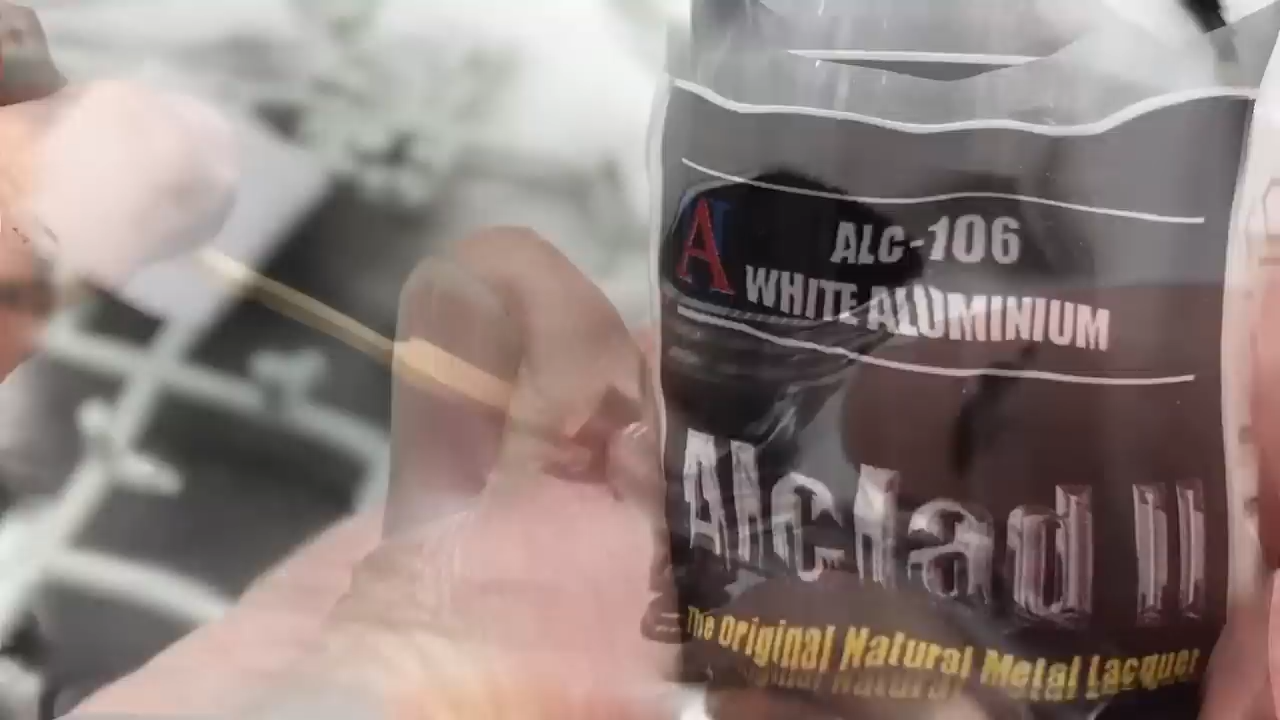 A
ALC-106
WHITE ALUMINIUM
Alclad II
The Original Natural Metal Lacquer